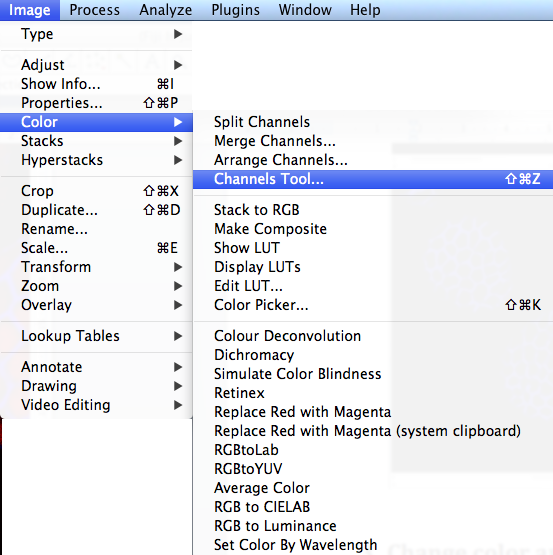 Image Process Analyze Plugins Window Help
Type
Adjust
Show Info... ⌘I
Properties... ⇧⌘P
Color
Stacks
Hyperstacks
Crop ⇧⌘X
Duplicate... ⇧⌘D
Rename...
Scale... ⌘E
Transform
Zoom
Overlay
Lookup Tables
Annotate
Drawing
Video Editing
Split Channels
Merge Channels...
Arrange Channels...
Channels Tool... ⇧⌘Z
Stack to RGB
Make Composite
Show LUT
Display LUTs
Edit LUT...
Color Picker... ⇧⌘K
Colour Deconvolution
Dichromacy
Simulate Color Blindness
Retinex
Replace Red with Magenta
Replace Red with Magenta (system clipboard)
RGBtoLab
RGBtoYUV
Average Color
RGB to CIELAB
RGB to Luminance
Set Color By Wavelength
Change color